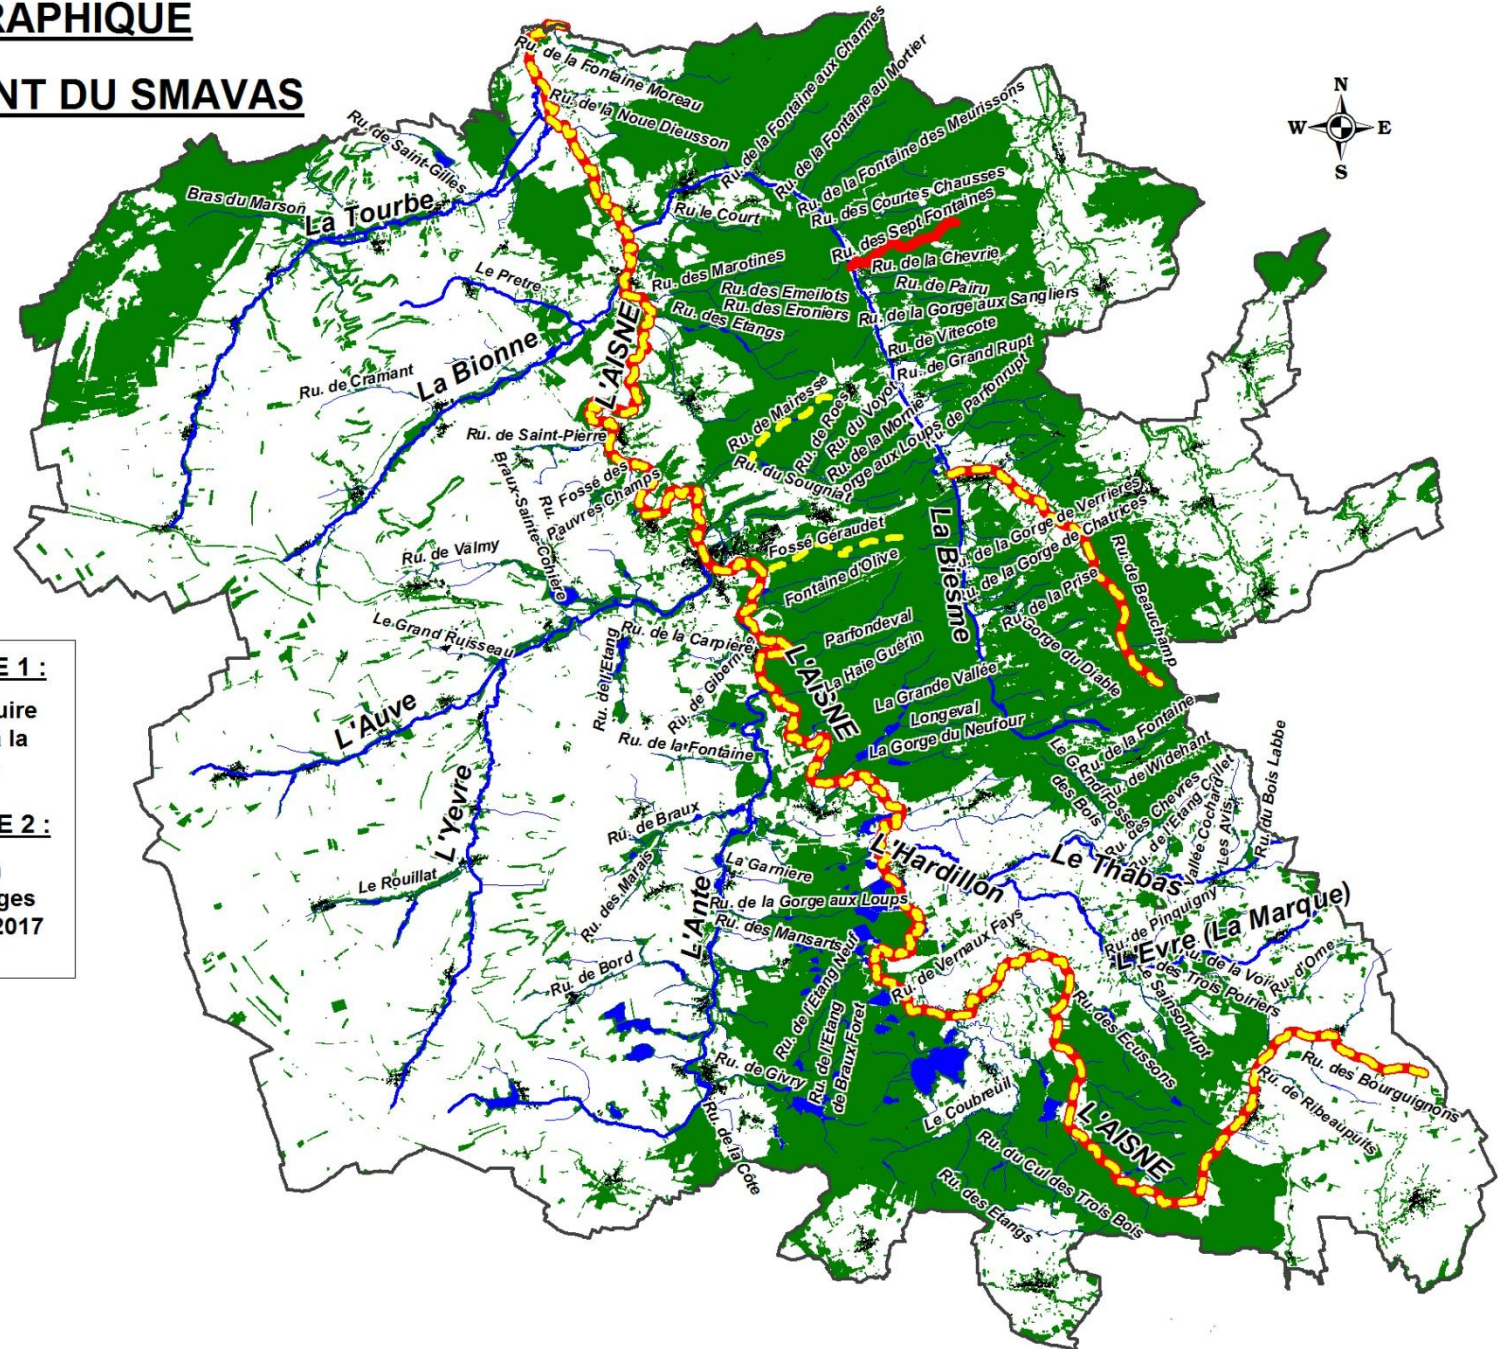 RAPHIQUE
NT DU SMAVAS
N
W E
S
Ru. de la Fontaine Moreau
Ru. de la Noue Dieusson
Ru. de la Fontaine aux Charmes
Ru. de la Fontaine au Mortier
Ru. de la Fontaine des Meurissons
Ru. des Courtes Chausses
Ru. des Sept Fontaines
Ru. de Saint-Gilles
Bras du Marson
La Tourbe
Ru le Court
Ru. de la Chevrie
Ru. de Pairu
Ru. de la Gorge aux Sangliers
Ru. des Marotines
Ru. des Emeilots
Ru. des Eroniers
Ru. des Etangs
Le Pretre
L'AISNE
La Bionne
Ru. de Cramant
Ru. de Vitecote
Ru. de Grand Rupt
Ru. de Parfonrupt
Ru. de Mairesse
Ru. de Roes
Ru. du Voyot
Ru. de la Mornie
orge aux Loups
Ru. du Sougniat
Ru. de Saint-Pierre
Fossé des
Pauvres Champs
Ru.
Braux-Sainte-Cohière
Ru. de Valmy
Fossé Géraudet
Fontaine d'Olive
La Biesme
de la Gorge de Verrieres
de la Gorge de Chatrices
Ru. de la Prise
Ru. de Beauchamp
Gorge du Diable
Le Grand Ruisseau
Ru. de la Carpière
Ru. de l'Etang
Ru. de Giberni
Parfondeval
La Haie Guérin
L'AISNE
La Grande Vallée
Longeval
La Gorge du Neufour
E 1 :
uire
à la
E 2 :
ges
2017
L'Auve
L'Yevre
Ru. de la Fontaine
Ru. de la Fontaine
Le Grand Fossé
des Bois
Ru. de Widehant
Ru. des Chevres
Ru. de l'Etang Collet
Vallée Cochard
Les Avis
Ru. du Bois Labbe
Ru. de Braux
Ru. des Marais
Le Rouillat
La Garniere
Ru. de la Gorge aux Loups
Ru. des Mansarts
L'Ante
L'Hardillon
Le Thabas
Ru. de Pinquigny
L'Evre (La Marque)
Ru. de la Voi
des Trois Poiriers
Ru. d'Orne
Le Sainsonrupt
Ru. de Vernaux Fays
Ru. de Bord
Ru. de l'Etang Neuf
Ru. de l'Etang
de Braux Foret
Ru. des Ecussons
Ru. de Givry
Ru. de la Côte
Le Coubreuil
L'AISNE
Ru. des Bourguignons
Ru. de Ribeaupuits
Ru. du Cul des Trois Bois
Ru. des Etangs